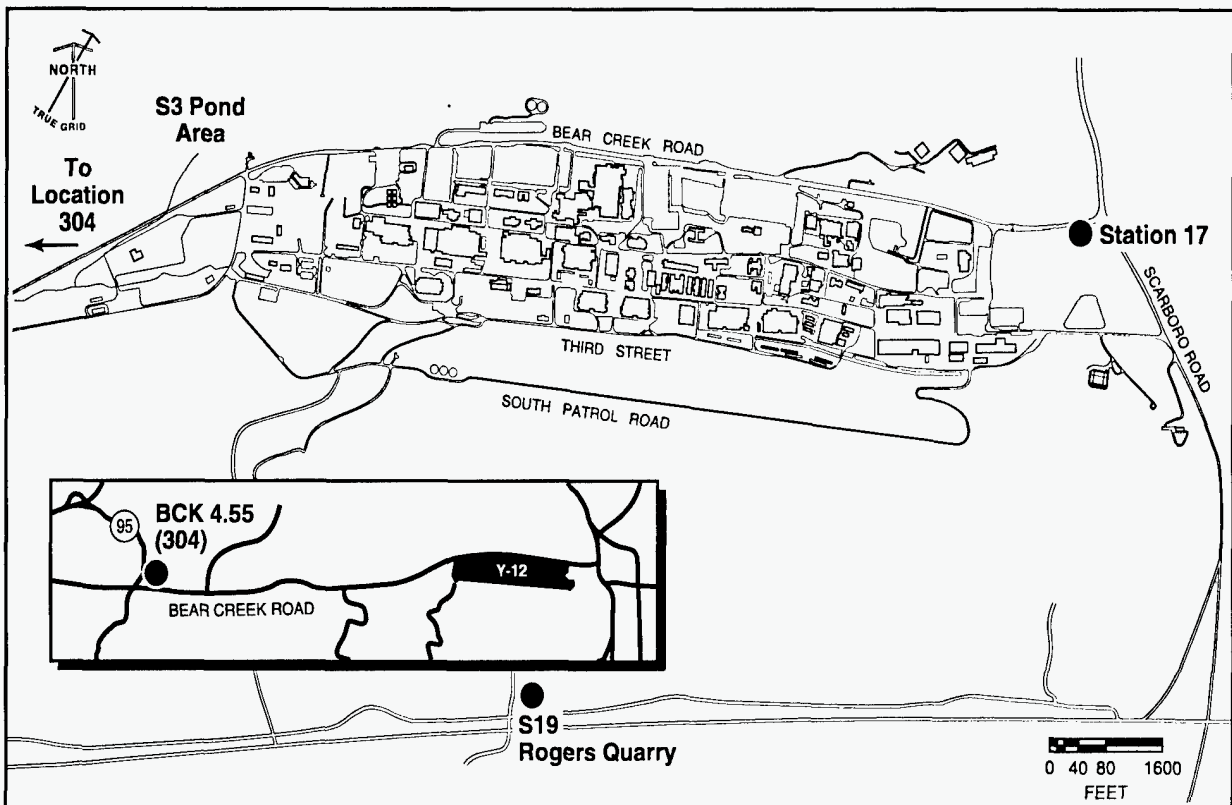 NORTH
TRUE GRID
S3 Pond
Area
To
Location
304
BEAR CREEK ROAD
Station 17
SCARBORO ROAD
THIRD STREET
SOUTH PATROL ROAD
95
BCK 4.55
(304)
Y-12
BEAR CREEK ROAD
S19
Rogers Quarry
0 40 80 1600
FEET